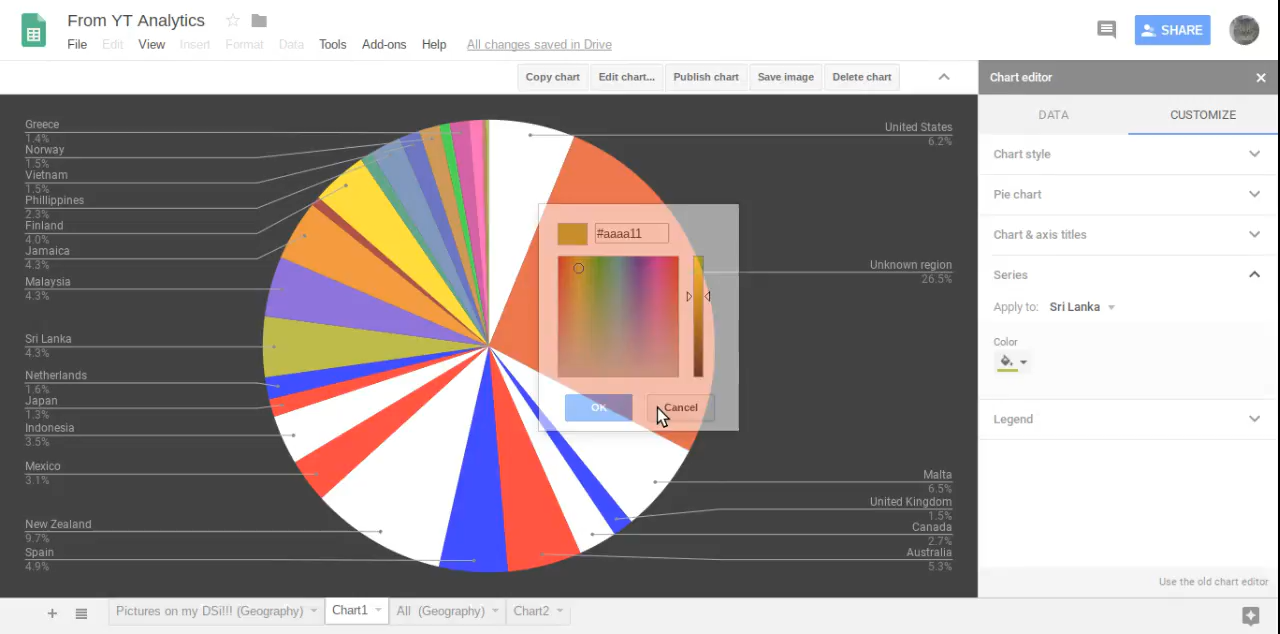 From YT Analytics
File Edit View Insert Format Data Tools Add-ons Help All changes saved in Drive
SHARE
Copy chart Edit chart... Publish chart Save image Delete chart
Chart editor
DATA CUSTOMIZE
Chart style
Pie chart
Chart & axis titles
Series
Apply to: Sri Lanka
Color
Legend
Use the old chart editor
Greece
1.4%
Norway
1.5%
Vietnam
1.5%
Phillippines
2.3%
Finland
4.0%
Jamaica
4.3%
Malaysia
4.3%
Sri Lanka
4.3%
Netherlands
1.6%
Japan
1.3%
Indonesia
3.5%
Mexico
3.1%
New Zealand
9.7%
Spain
4.9%
United States
6.2%
Unknown region
26.5%
Malta
6.5%
United Kingdom
1.5%
Canada
2.7%
Australia
5.3%
#aaaa11
OK Cancel
Pictures on my DSi!!! (Geography) Chart1 All (Geography) Chart2